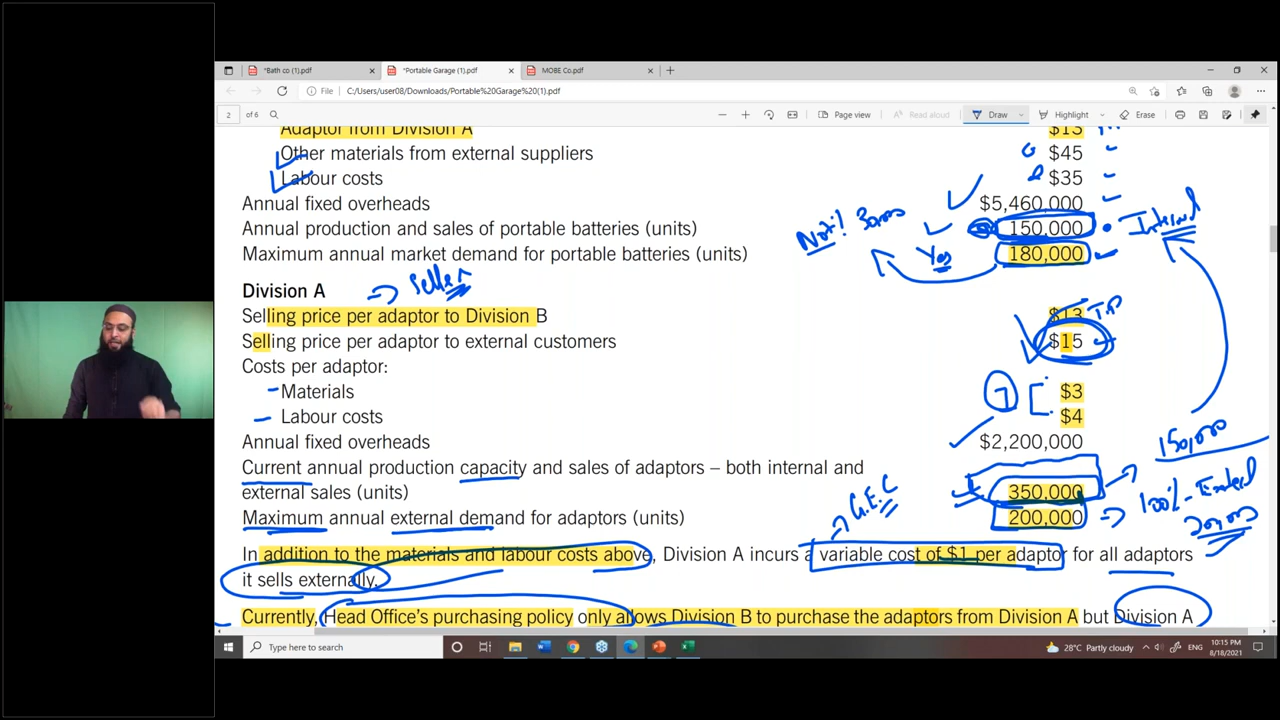 *Bath co (1).pdf
*Portable Garage (1).pdf
MOBE Co.pdf
File
C:/Users/user08/Downloads/Portable%20Garage%20(1).pdf
2 of 6
Page view
Read aloud
Draw
Highlight
Erase
Adaptor from Division A $13
Other materials from external suppliers $45
Labour costs $35
Annual fixed overheads $5,460,000
Annual production and sales of portable batteries (units) 150,000
Maximum annual market demand for portable batteries (units) 180,000
Not! 30000
Yes
Internal
Division A
Seller
Selling price per adaptor to Division B $13 T.P
Selling price per adaptor to external customers $15
Costs per adaptor:
Materials $3
7
Labour costs $4
Annual fixed overheads $2,200,000
150,000
Current annual production capacity and sales of adaptors – both internal and
external sales (units) 350,000
Maximum annual external demand for adaptors (units) 200,000
100% - External
200000
In addition to the materials and labour costs above, Division A incurs a variable cost of $1 per adaptor for all adaptors
it sells externally.
Currently, Head Office's purchasing policy only allows Division B to purchase the adaptors from Division A but Division A
Type here to search
28°C Partly cloudy
ENG
10:15 PM
8/18/2021